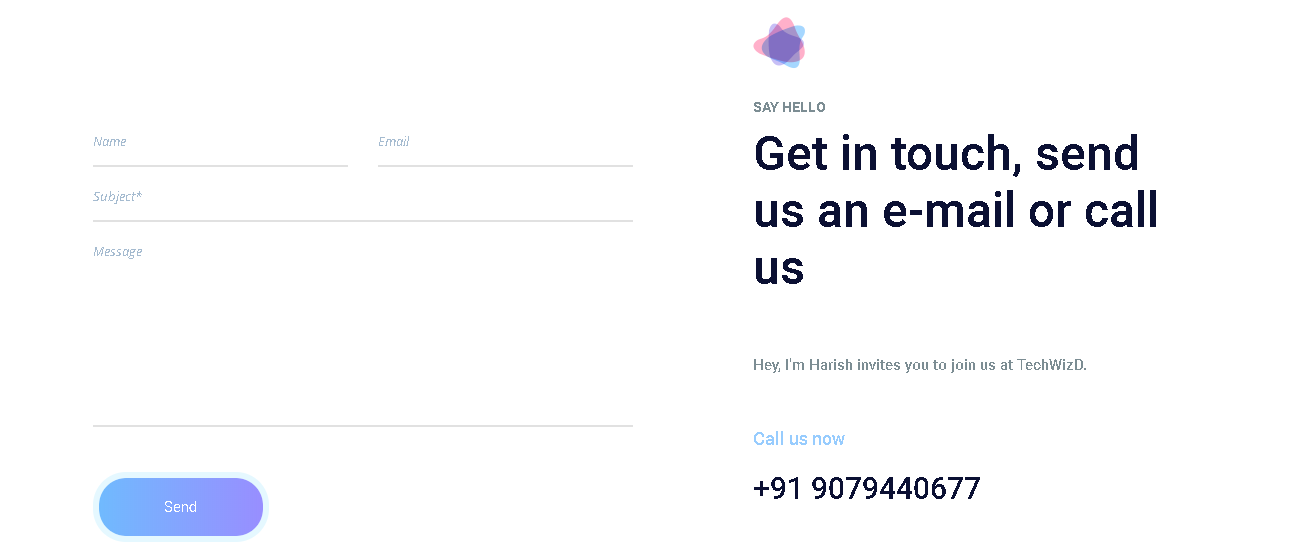 Name
Email
Subject*
Message
Send
SAY HELLO
Get in touch, send
us an e-mail or call
us
Hey, I'm Harish invites you to join us at TechWizD.
Call us now
+91 9079440677